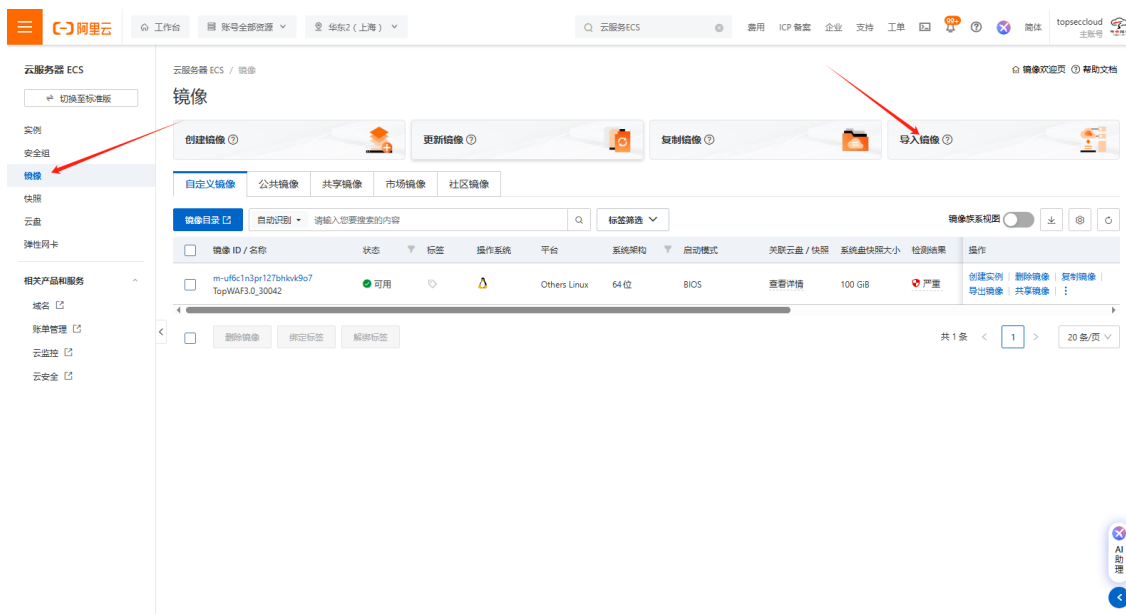 阿里云 工作台 账号全部资源 华东2（上海） 云服务ECS 费用 ICP 备案 企业 支持 工单 99+ 简体 topseccloud
主账号
云服务器 ECS
切换至标准版
实例
安全组
镜像
快照
云盘
弹性网卡
相关产品和服务
域名
账单管理
云监控
云安全
云服务器 ECS / 镜像 镜像欢迎页 帮助文档
镜像
创建镜像 更新镜像 复制镜像 导入镜像
自定义镜像 公共镜像 共享镜像 市场镜像 社区镜像
镜像目录 自动识别 请输入您要搜索的内容 标签筛选 镜像族系视图
镜像 ID / 名称 状态 标签 操作系统 平台 系统架构 启动模式 关联云盘 / 快照 系统盘快照大小 检测结果 操作
m-uf6c1n3pr127bhkvk9o7 可用 Others Linux 64 位 BIOS 查看详情 100 GiB 严重 创建实例 删除镜像 复制镜像
TopWAF3.0_30042 导出镜像 共享镜像
删除镜像 绑定标签 解绑标签 共 1 条 < 1 > 20 条/页
AI
助
理